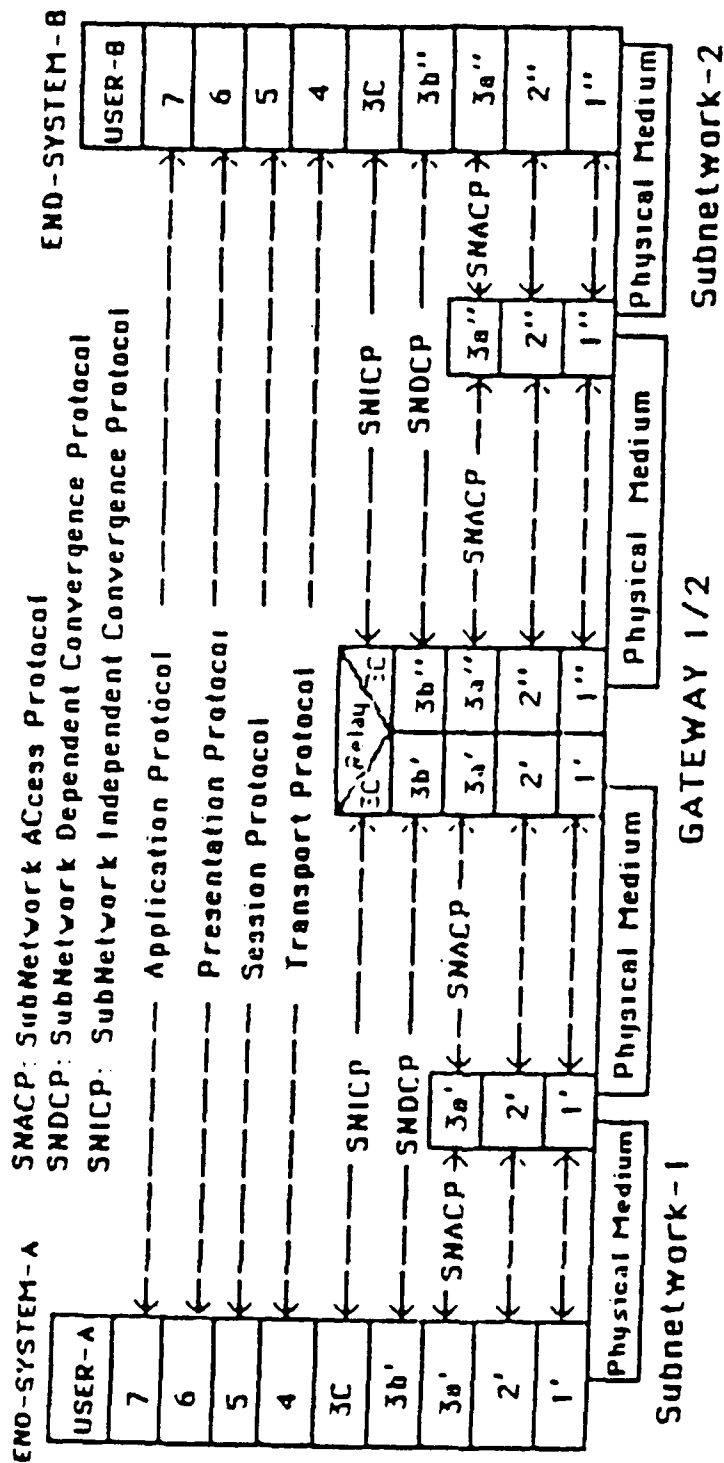 END-SYSTEM-A
SNACP: SubNetwork ACcess Protocol
SNDCP: SubNetwork Dependent Convergence Protocol
SNICP: SubNetwork Independent Convergence Protocol
END-SYSTEM-B
USER-A
7
6
5
4
3C
3b'
3a'
2'
1'
Application Protocol
Presentation Protocol
Session Protocol
Transport Protocol
SNICP
SNDCP
SNACP
3a'
2'
1'
SNACP
3C Relay 3C
3b' 3b''
3a' 3a''
2' 2''
1' 1''
SNICP
SNDCP
SNACP
3a''
2''
1''
SNACP
USER-B
7
6
5
4
3C
3b''
3a''
2''
1''
Physical Medium
Physical Medium
Physical Medium
Physical Medium
Subnetwork-1
GATEWAY 1/2
Subnetwork-2